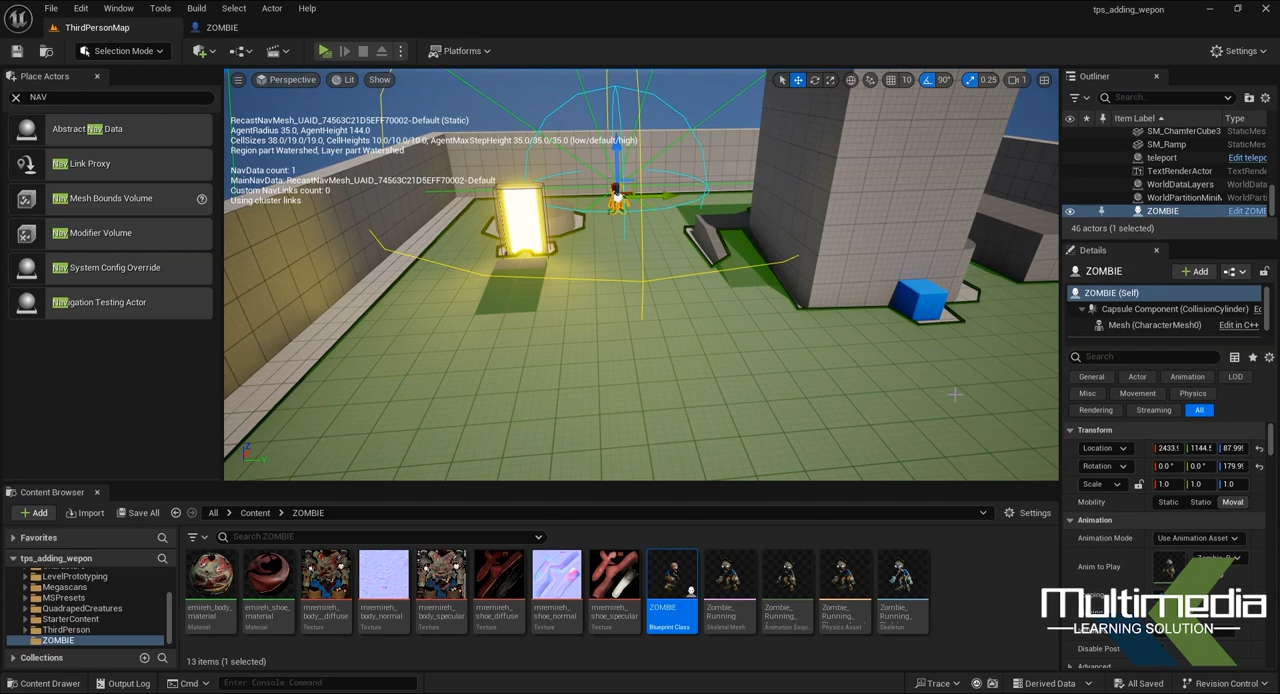 File Edit Window Tools Build Select Actor Help
tps_adding_wepon
ThirdPersonMap
ZOMBIE
Selection Mode
Platforms
Settings
Place Actors
NAV
Abstract Nav Data
Nav Link Proxy
Nav Mesh Bounds Volume
Nav Modifier Volume
Nav System Config Override
Navigation Testing Actor
Perspective Lit Show
10 90° 0.25 1
RecastNavMesh_UAID_74563C21D5EFF70002-Default (Static)
AgentRadius 35.0, AgentHeight 144.0
CellSizes 38.0/19.0/19.0, CellHeights 10.0/10.0/10.0, AgentMaxStepHeight 35.0/35.0/35.0 (low/default/high)
Region part Watershed, Layer part Watershed
NavData count: 1
MainNavData: RecastNavMesh_UAID_74563C21D5EFF70002-Default
Custom NavLinks count: 0
Using cluster links
Outliner
Search...
Item Label Type
SM_ChamferCube3 StaticMes
SM_Ramp StaticMes
teleport Edit telepo
TextRenderActor TextRende
WorldDataLayers WorldData
WorldPartitionMiniM WorldParti
ZOMBIE Edit ZOME
46 actors (1 selected)
Details
ZOMBIE
Add
ZOMBIE (Self)
Capsule Component (CollisionCylinder)
Mesh (CharacterMesh0) Edit in C++
Search
General Actor Animation LOD
Misc Movement Physics
Rendering Streaming All
Transform
Location 2433.9 1144.5 87.999
Rotation 0.0 ° 0.0 ° 179.99
Scale 1.0 1.0 1.0
Mobility Static Statio Movat
Animation
Animation Mode Use Animation Asset
Anim to Play
Disable Post
Content Browser
Add Import Save All All Content ZOMBIE Settings
Favorites
Search ZOMBIE
tps_adding_wepon
LevelPrototyping
Megascans
MSPresets
QuadrapedCreatures
StarterContent
ThirdPerson
ZOMBIE
Collections
emireh_body_
material
Material
emireh_shoe_
material
Material
mremireh_
body__diffuse
Texture
mremireh_
body_normal
Texture
mremireh_
body_specular
Texture
mremireh_
shoe_diffuse
Texture
mremireh_
shoe_normal
Texture
mremireh_
shoe_specular
Texture
ZOMBIE
Blueprint Class
Zombie_
Running
Skeletal Mesh
Zombie_
Running_
Animation Sequ...
Zombie_
Running_
Physics Asset
Zombie_
Running_
Skeleton
13 items (1 selected)
Multimedia
LEARNING SOLUTION
Content Drawer Output Log Cmd Enter Console Command
Trace Derived Data All Saved Revision Control